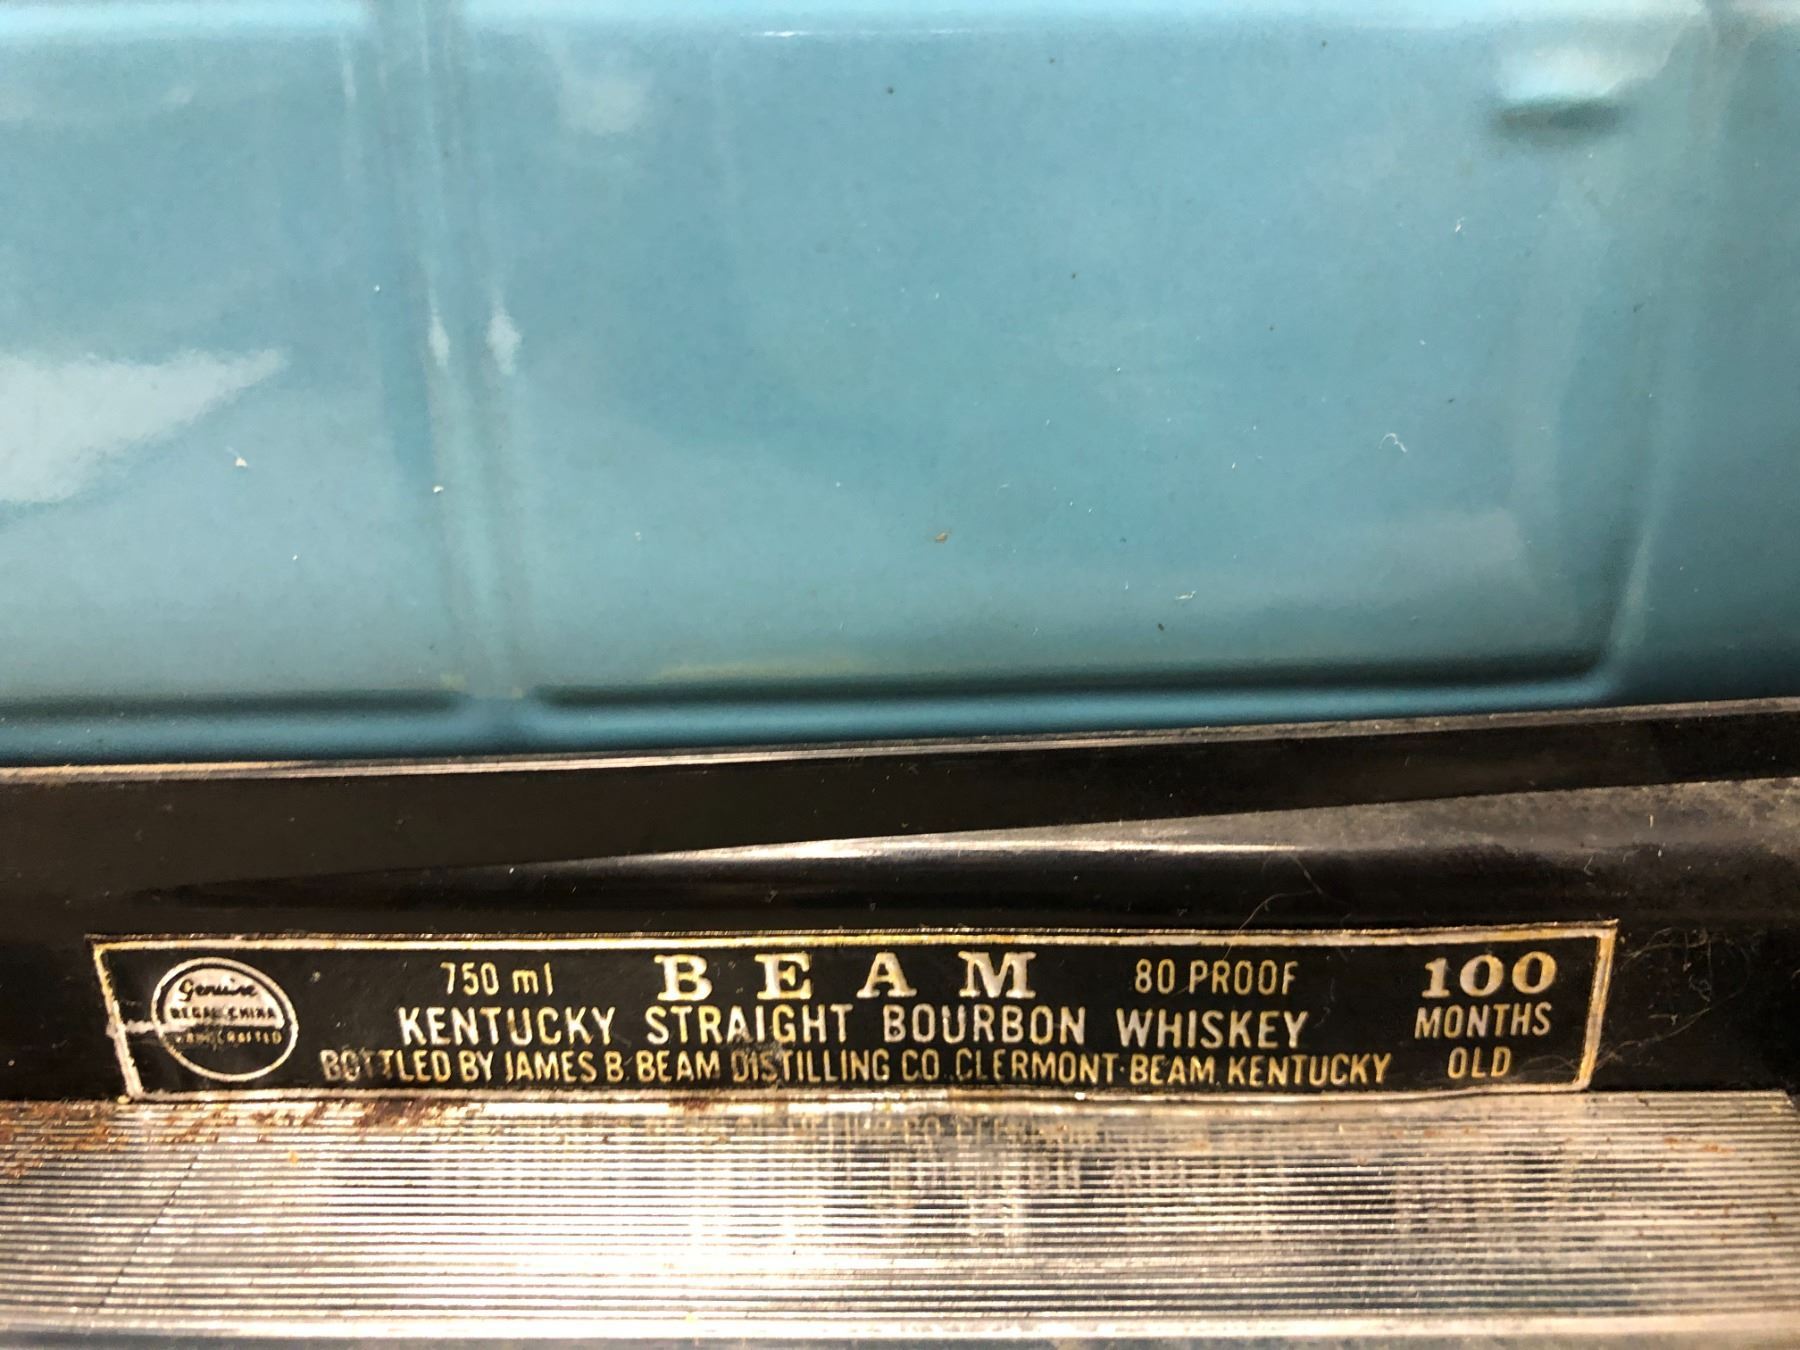 Genuine
REGAL CHINA
HANDCRAFTED
750 ml BEAM 80 PROOF
KENTUCKY STRAIGHT BOURBON WHISKEY
BOTTLED BY JAMES B. BEAM DISTILLING CO. CLERMONT·BEAM, KENTUCKY
100
MONTHS
OLD